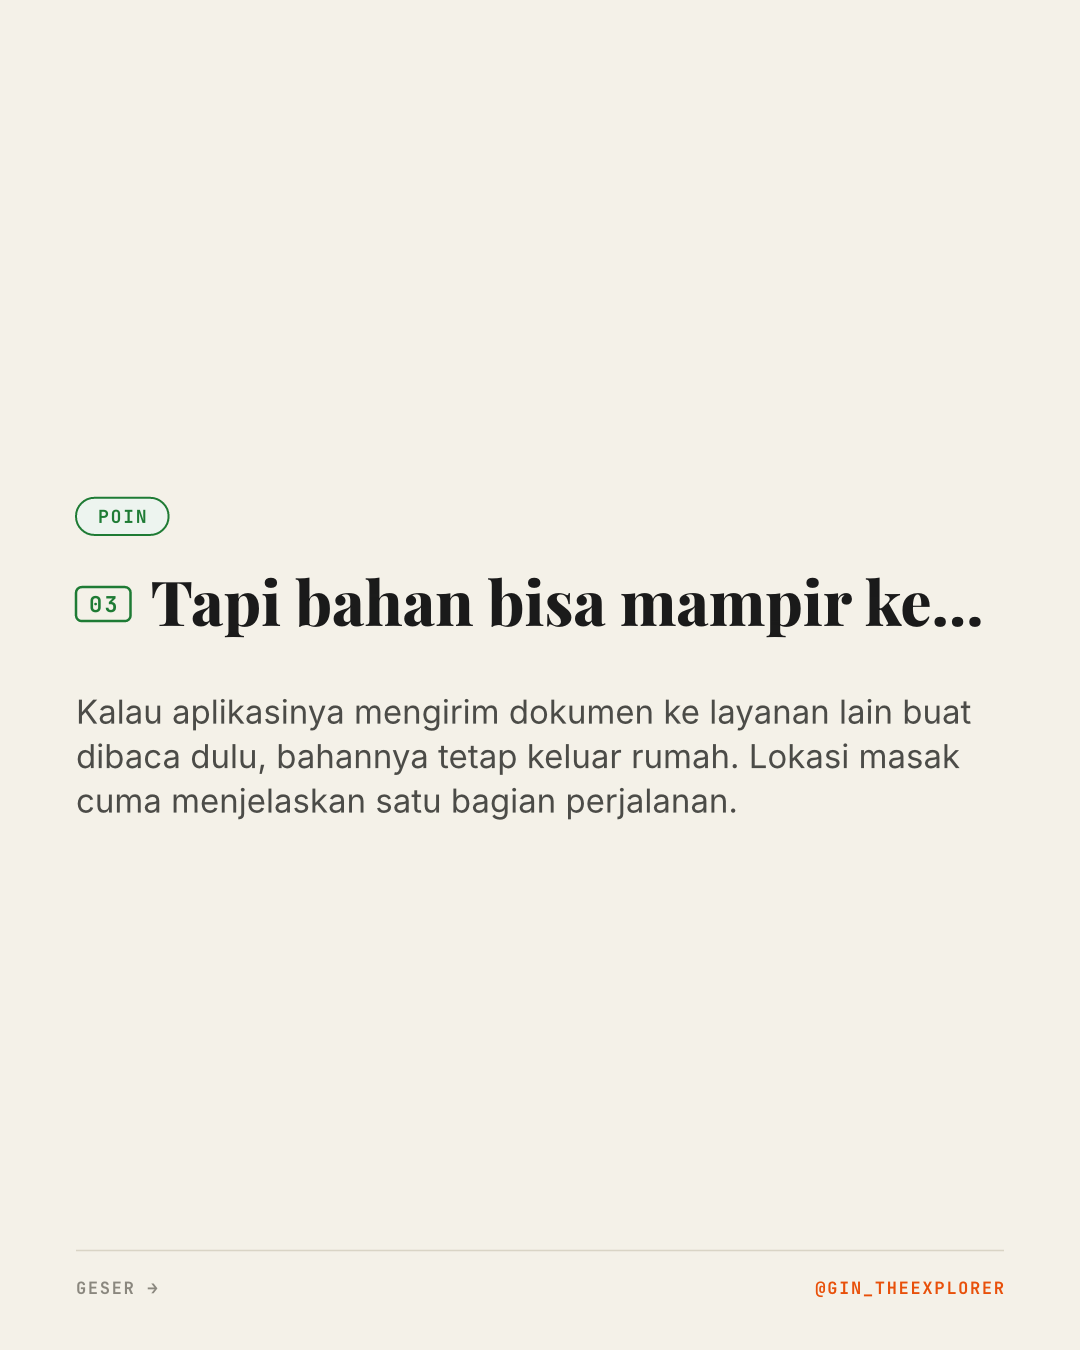 POIN
03 Tapi bahan bisa mampir ke...
Kalau aplikasinya mengirim dokumen ke layanan lain buat
dibaca dulu, bahannya tetap keluar rumah. Lokasi masak
cuma menjelaskan satu bagian perjalanan.
GESER →
@GIN_THEEXPLORER